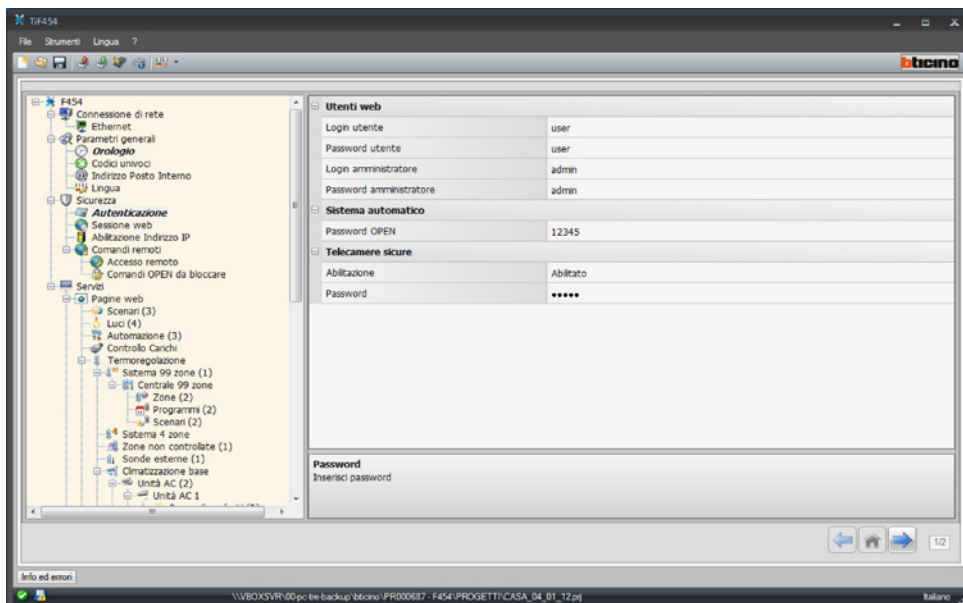 TiF454
File Strumenti Lingua ?
bticino
F454
Connessione di rete
Ethernet
Parametri generali
Orologio
Codici univoci
Indirizzo Posto Interno
Lingua
Sicurezza
Autenticazione
Sessione web
Abilitazione Indirizzo IP
Comandi remoti
Accesso remoto
Comandi OPEN da bloccare
Servizi
Pagine web
Scenari (3)
Luci (4)
Automazione (3)
Controllo Carichi
Termoregolazione
Sistema 99 zone (1)
Centrale 99 zone
Zone (2)
Programmi (2)
Scenari (2)
Sistema 4 zone
Zone non controllate (1)
Sonde esterne (1)
Climatizzazione base
Unità AC (2)
Unità AC 1
Utenti web
Login utente user
Password utente user
Login amministratore admin
Password amministratore admin
Sistema automatico
Password OPEN 12345
Telecamere sicure
Abilitazione Abilitato
Password •••••
Password
Inserisci password
1/2
Info ed errori
\\VBOXSVR\00-pc-tre-backup\bticino\PR000687 - F454\PROGETTI\CASA_04_01_12.prj
Italiano